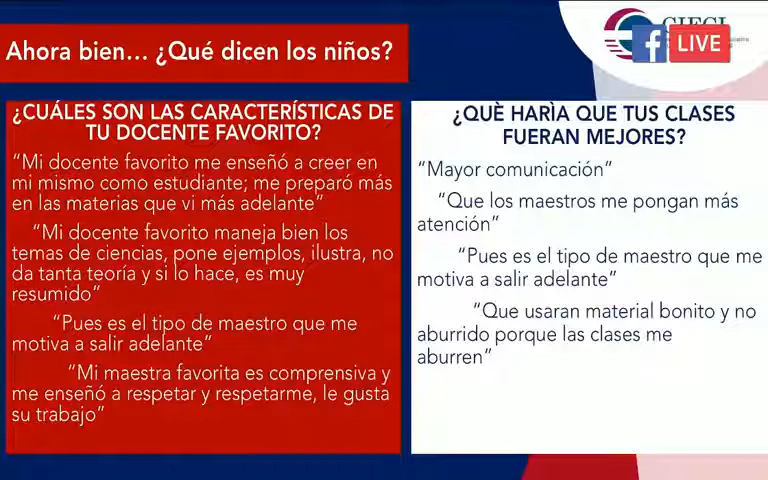 Ahora bien... ¿Qué dicen los niños?
CIECI
f LIVE
¿CUÁLES SON LAS CARACTERÍSTICAS DE
TU DOCENTE FAVORITO?
“Mi docente favorito me enseñó a creer en
mi mismo como estudiante; me preparó más
en las materias que vi más adelante”
“Mi docente favorito maneja bien los
temas de ciencias, pone ejemplos, ilustra, no
da tanta teoría y si lo hace, es muy
resumido”
“Pues es el tipo de maestro que me
motiva a salir adelante”
“Mi maestra favorita es comprensiva y
me enseñó a respetar y respetarme, le gusta
su trabajo”
¿QUÈ HARÌA QUE TUS CLASES
FUERAN MEJORES?
“Mayor comunicación”
“Que los maestros me pongan más
atención”
“Pues es el tipo de maestro que me
motiva a salir adelante”
“Que usaran material bonito y no
aburrido porque las clases me
aburren”